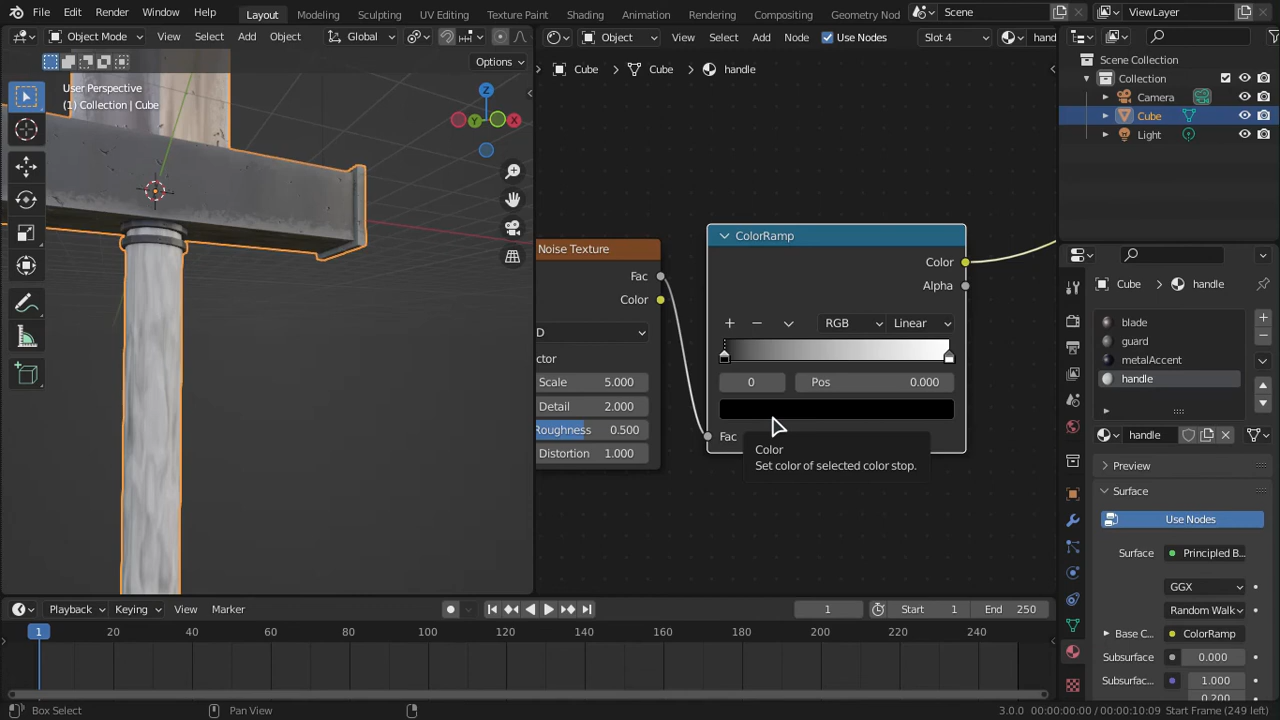 File Edit Render Window Help Layout Modeling Sculpting UV Editing Texture Paint Shading Animation Rendering Compositing Geometry Nod Scene ViewLayer
Object Mode View Select Add Object Global
Object View Select Add Node Use Nodes Slot 4 hand
Options
Cube Cube handle
User Perspective
(1) Collection | Cube
Z
Y X
Scene Collection
Collection
Camera
Cube
Light
Noise Texture
Fac
Color
D
ctor
Scale 5.000
Detail 2.000
Roughness 0.500
Distortion 1.000
ColorRamp
Color
Alpha
RGB Linear
0 Pos 0.000
Fac
Color
Set color of selected color stop.
Cube handle
blade
guard
metalAccent
handle
handle
Preview
Surface
Use Nodes
Surface Principled B...
GGX
Random Walk
Base C... ColorRamp
Subsurface 0.000
Subsurfac... 1.000
0.200
Playback Keying View Marker 1 Start 1 End 250
1 20 40 60 80 100 120 140 160 180 200 220 240
Box Select Pan View 3.0.0 00:00:00:00 / 00:00:10:09 Start Frame (249 left)